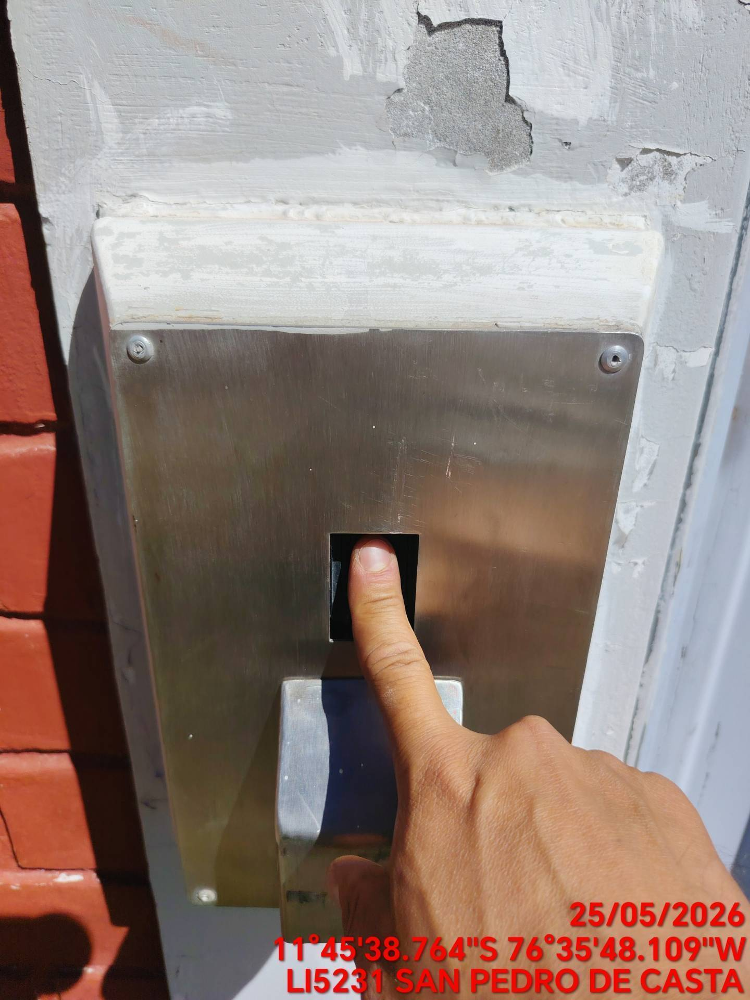 25/05/2026
11°45'38.764"S 76°35'48.109"W
LI5231 SAN PEDRO DE CASTA